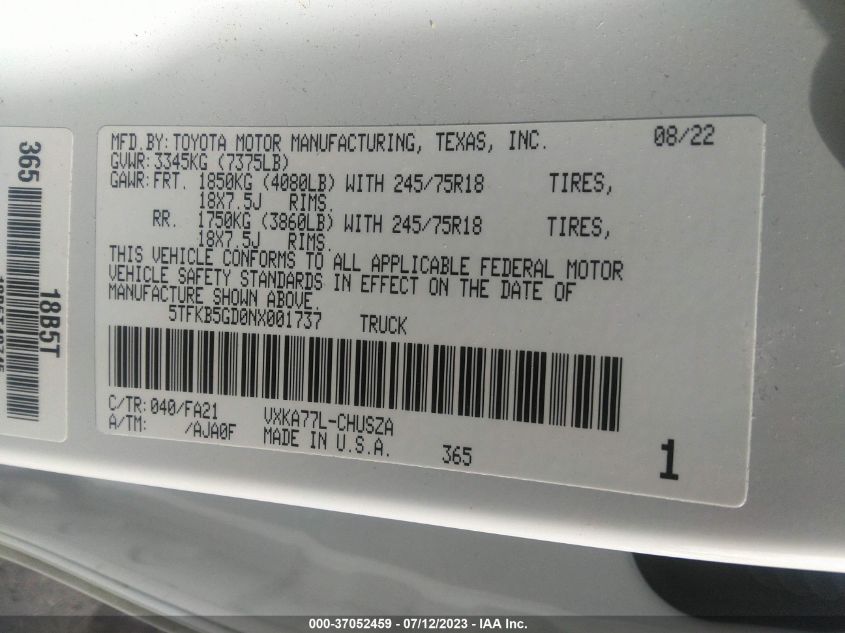 MFD.BY:TOYOTA MOTOR MANUFACTURING, TEXAS, INC. 08/22
GVWR:3345KG (7375LB)
GAWR:FRT. 1850KG (4080LB) WITH 245/75R18 TIRES,
18X7.5J RIMS.
RR. 1750KG (3860LB) WITH 245/75R18 TIRES,
18X7.5J RIMS.
THIS VEHICLE CONFORMS TO ALL APPLICABLE FEDERAL MOTOR
VEHICLE SAFETY STANDARDS IN EFFECT ON THE DATE OF
MANUFACTURE SHOWN ABOVE.
5TFKB5GD0NX001737 TRUCK
C/TR:040/FA21 VXKA77L-CHUSZA
A/TM: /AJA0F MADE IN U.S.A. 365 1
365
18B5T
000-37052459 - 07/12/2023 - IAA Inc.